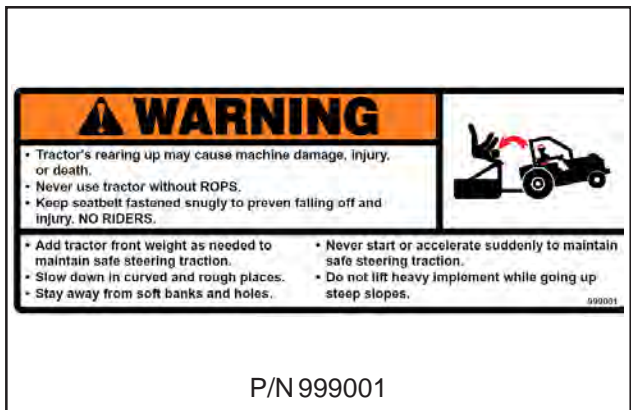 WARNING
• Tractor's rearing up may cause machine damage, injury,
or death.
• Never use tractor without ROPS.
• Keep seatbelt fastened snugly to preven falling off and
injury. NO RIDERS.
• Add tractor front weight as needed to
maintain safe steering traction.
• Slow down in curved and rough places.
• Stay away from soft banks and holes.
• Never start or accelerate suddenly to maintain
safe steering traction.
• Do not lift heavy implement while going up
steep slopes.
999001
P/N 999001